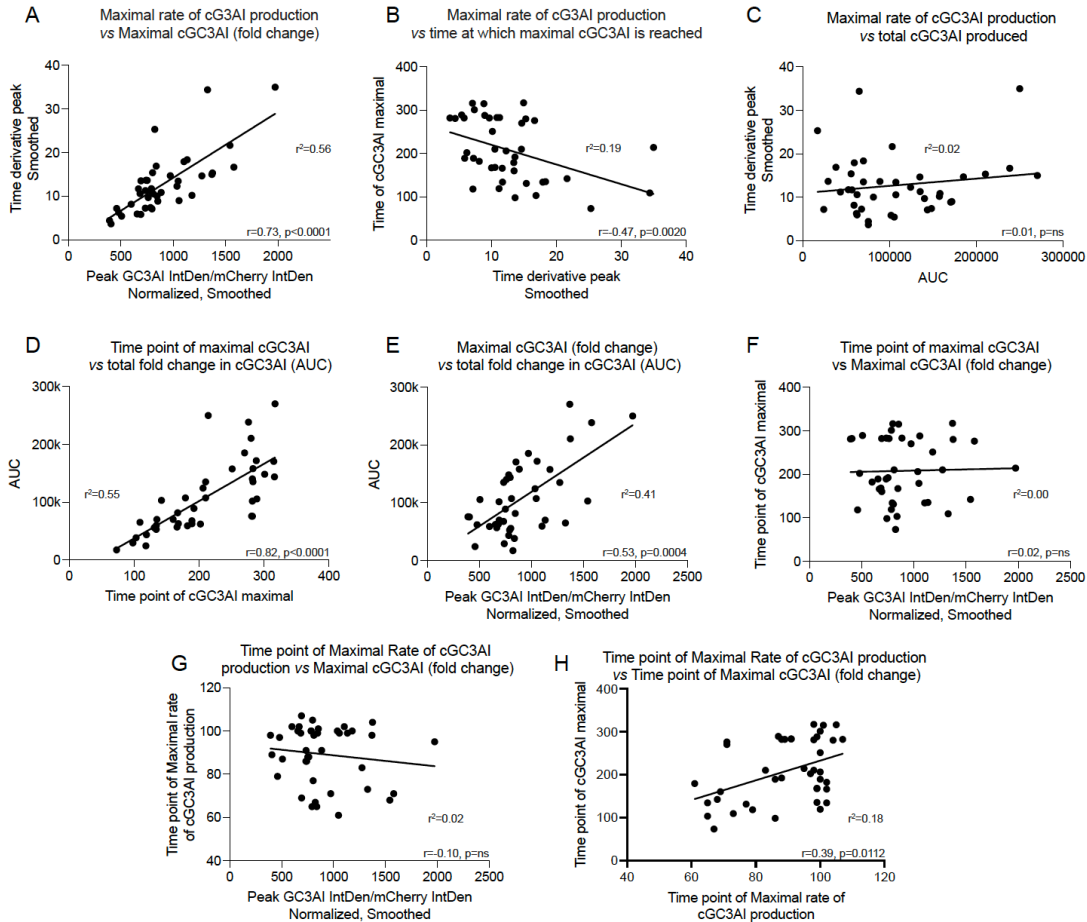 A
Maximal rate of cG3AI production
vs Maximal cGC3AI (fold change)
Time derivative peak
Smoothed
40
30
20
10
0
r²=0.56
r=0.73, p<0.0001
0 500 1000 1500 2000
Peak GC3AI IntDen/mCherry IntDen
Normalized, Smoothed
B
Maximal rate of cG3AI production
vs time at which maximal cGC3AI is reached
Time of cGC3AI maximal
400
300
200
100
0
r²=0.19
r=-0.47, p=0.0020
0 10 20 30 40
Time derivative peak
Smoothed
C
Maximal rate of cGC3AI production
vs total cGC3AI produced
Time derivative peak
Smoothed
40
30
20
10
0
r²=0.02
r=0.01, p=ns
0 100000 200000 300000
AUC
D
Time point of maximal cGC3AI
vs total fold change in cGC3AI (AUC)
AUC
300k
200k
100k
0
r²=0.55
r=0.82, p<0.0001
0 100 200 300 400
Time point of cGC3AI maximal
E
Maximal cGC3AI (fold change)
vs total fold change in cGC3AI (AUC)
AUC
300k
200k
100k
0
r²=0.41
r=0.53, p=0.0004
0 500 1000 1500 2000 2500
Peak GC3AI IntDen/mCherry IntDen
Normalized, Smoothed
F
Time point of maximal cGC3AI
vs Maximal cGC3AI (fold change)
Time point of cGC3AI maximal
400
300
200
100
0
r²=0.00
r=0.02, p=ns
0 500 1000 1500 2000 2500
Peak GC3AI IntDen/mCherry IntDen
Normalized, Smoothed
G
Time point of Maximal Rate of cGC3AI
production vs Maximal cGC3AI (fold change)
Time point of Maximal rate
of cGC3AI production
120
100
80
60
40
r²=0.02
r=-0.10, p=ns
0 500 1000 1500 2000 2500
Peak GC3AI IntDen/mCherry IntDen
Normalized, Smoothed
H
Time point of Maximal Rate of cGC3AI production
vs Time point of Maximal cGC3AI (fold change)
Time point of cGC3AI maximal
400
300
200
100
0
r²=0.18
r=0.39, p=0.0112
40 60 80 100 120
Time point of Maximal rate of
cGC3AI production